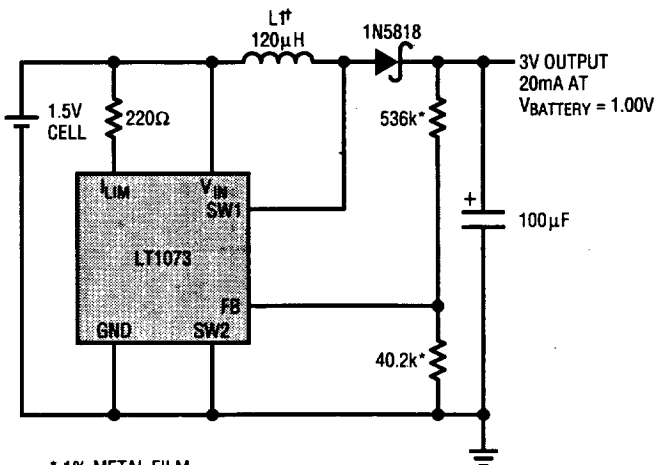 L1†
120µH
1N5818
3V OUTPUT
20mA AT
VBATTERY = 1.00V
1.5V
CELL
220Ω
536k*
ILIM
VIN
SW1
+
100µF
LT1073
FB
GND
SW2
40.2k*
* 1% METAL FILM